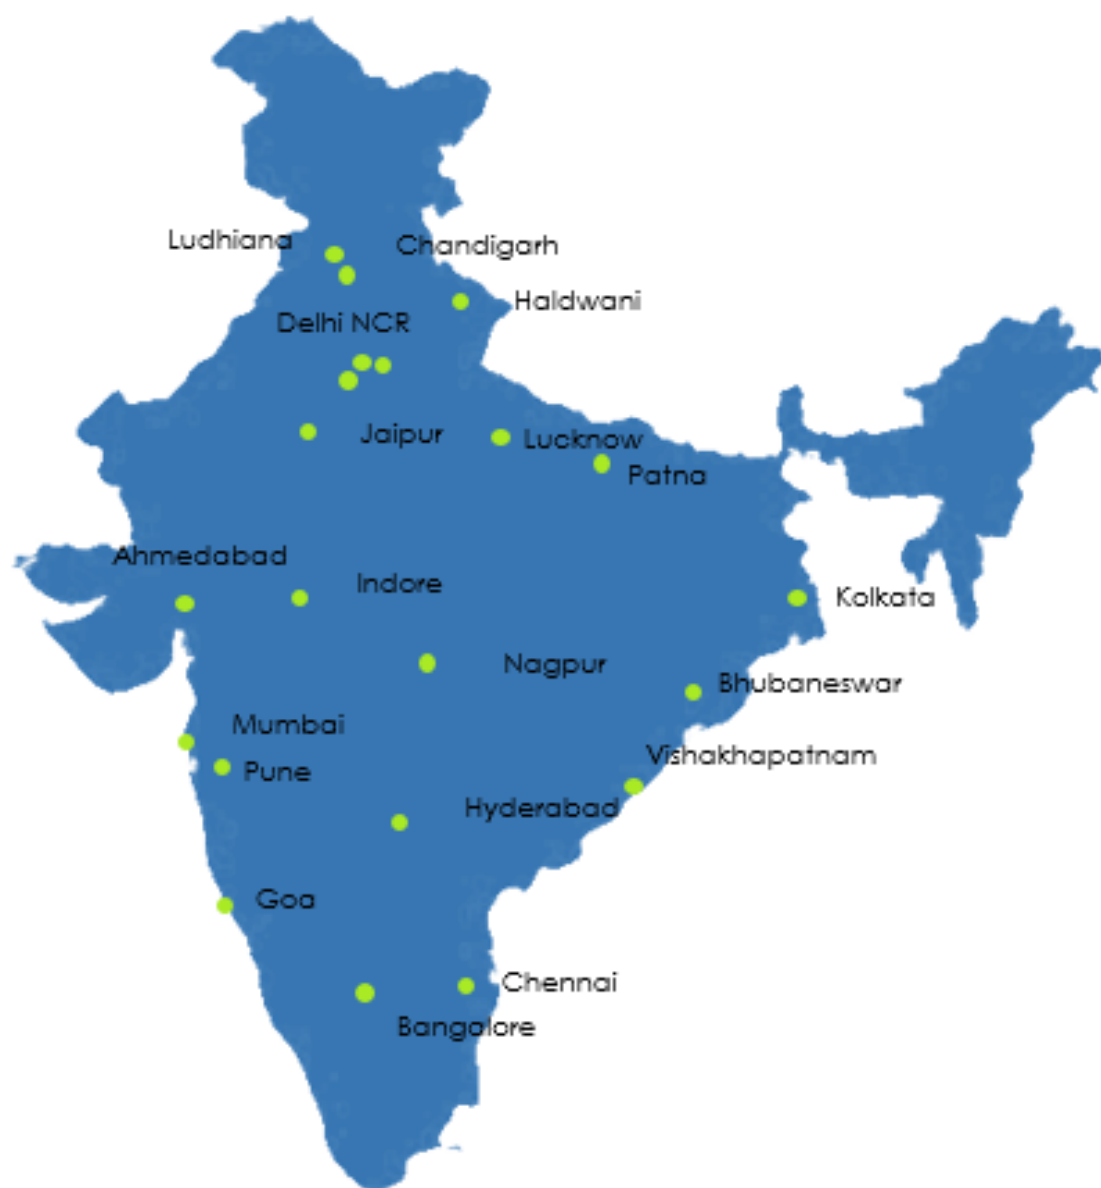 Ludhiana
Chandigarh
Haldwani
Delhi NCR
Jaipur
Lucknow
Patna
Ahmedabad
Indore
Kolkata
Nagpur
Bhubaneswar
Mumbai
Vishakhapatnam
Pune
Hyderabad
Goa
Chennai
Bangalore